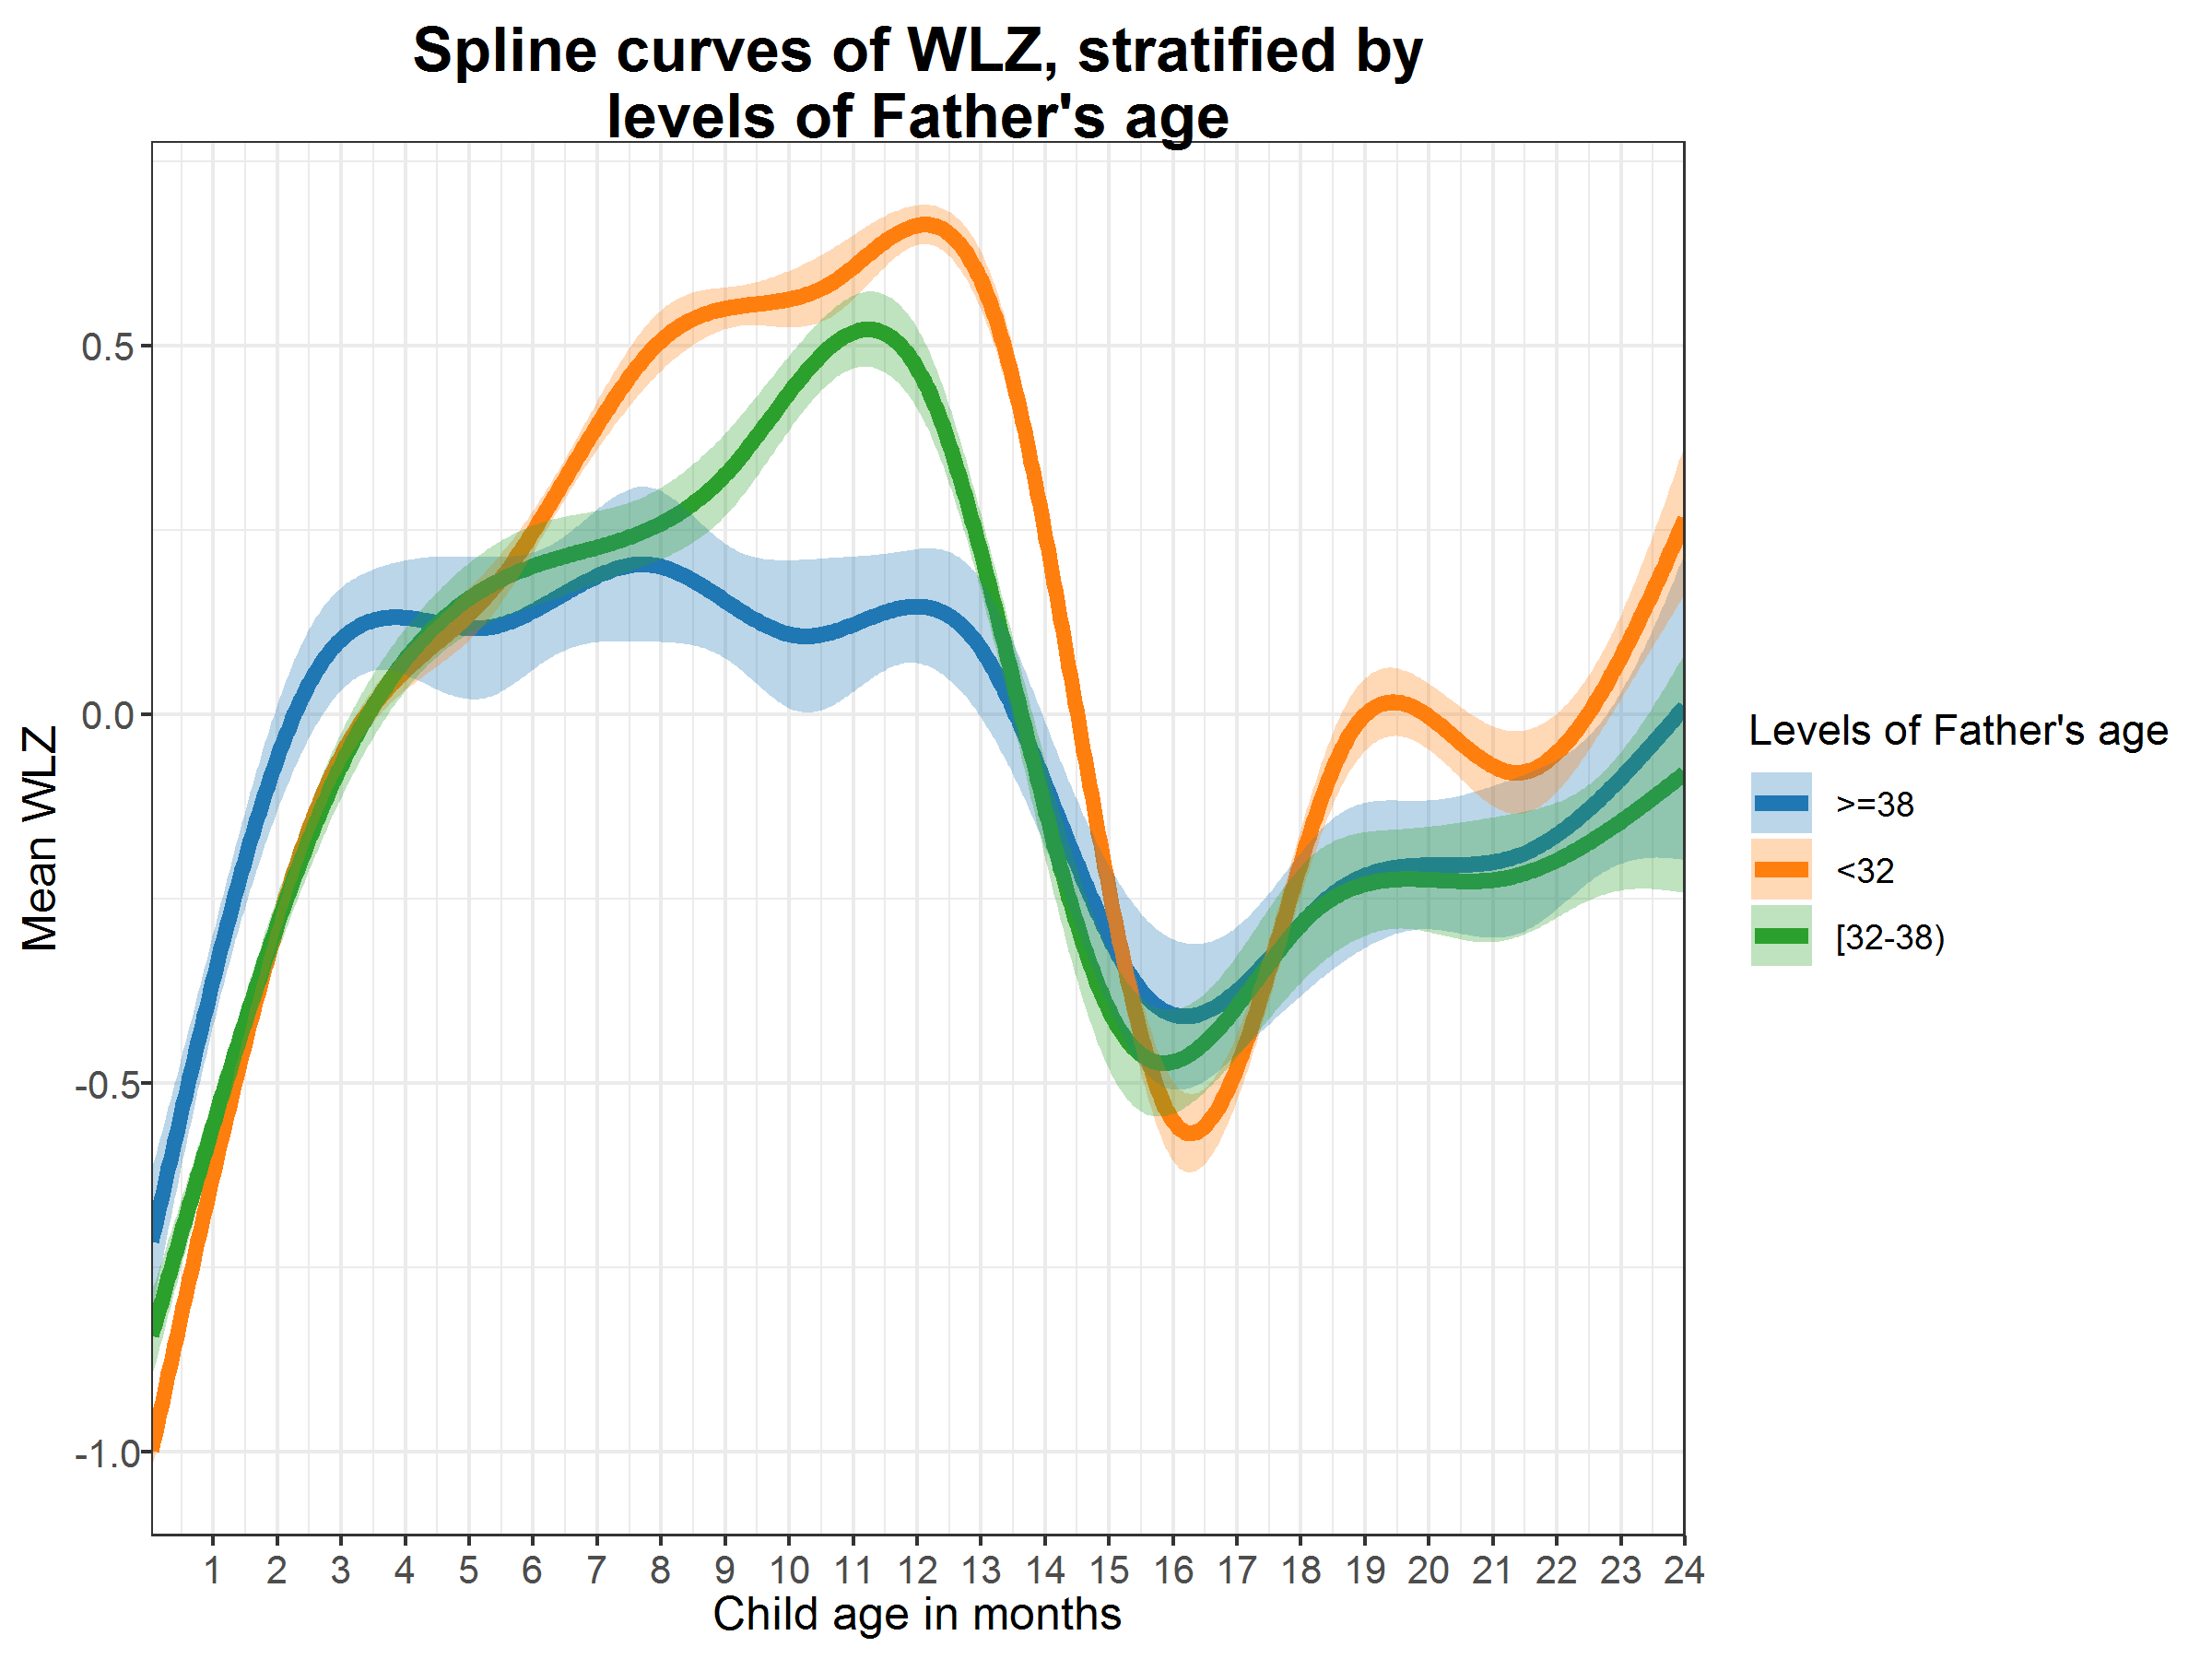 Spline curves of WLZ, stratified by
levels of Father's age
Mean WLZ
0.5
0.0
-0.5
-1.0
1 2 3 4 5 6 7 8 9 10 11 12 13 14 15 16 17 18 19 20 21 22 23 24
Child age in months
Levels of Father's age
>=38
<32
[32-38)